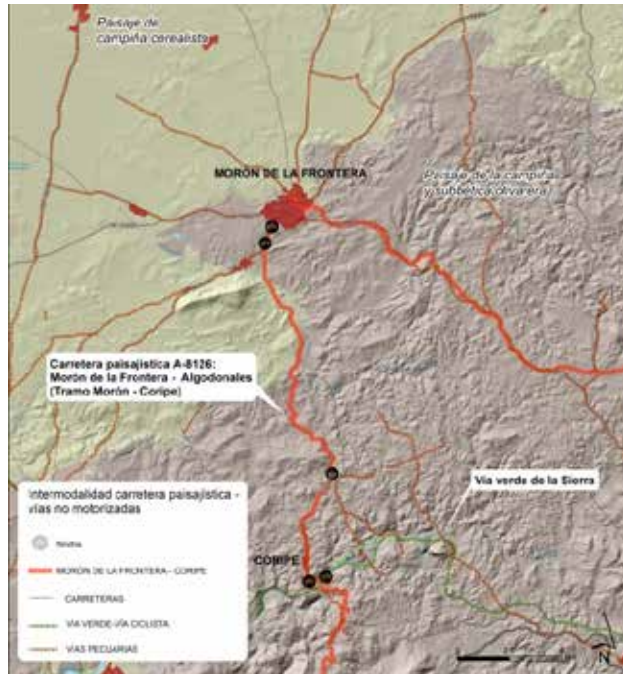 Paisaje de
campiña cerealista
MORÓN DE LA FRONTERA
Paisaje de la campiña
y subbética olivarera
Carretera paisajística A-8126:
Morón de la Frontera - Algodonales
(Tramo Morón - Coripe)
Vía verde de la Sierra
CORIPE
Intermodalidad carretera paisajística -
vías no motorizadas
MORÓN DE LA FRONTERA - CORIPE
CARRETERAS
VÍA VERDE-VÍA CICLISTA
VÍAS PECUARIAS
N